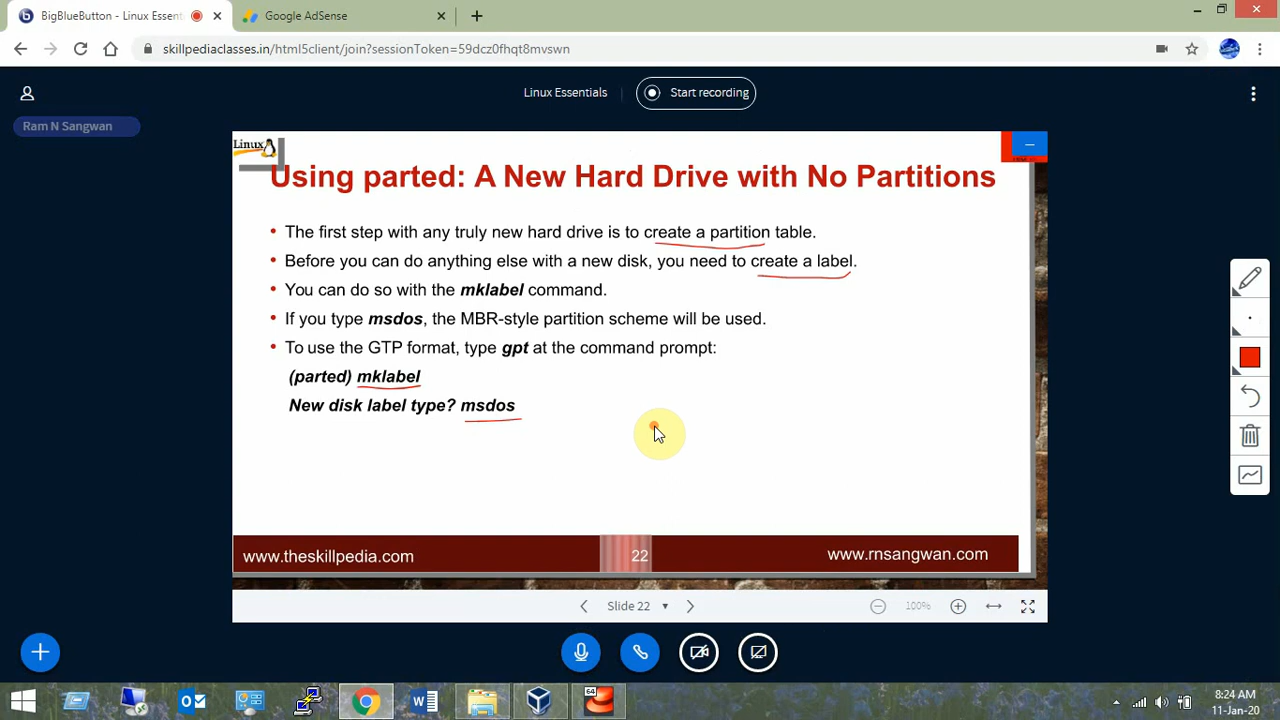 BigBlueButton - Linux Essenti
Google AdSense
skillpediaclasses.in/html5client/join?sessionToken=59dcz0fhqt8mvswn
Linux Essentials
Start recording
Ram N Sangwan
Linux
Using parted: A New Hard Drive with No Partitions
• The first step with any truly new hard drive is to create a partition table.
• Before you can do anything else with a new disk, you need to create a label.
• You can do so with the mklabel command.
• If you type msdos, the MBR-style partition scheme will be used.
• To use the GTP format, type gpt at the command prompt:
(parted) mklabel
New disk label type? msdos
www.theskillpedia.com
22
www.rnsangwan.com
Slide 22
100%
64
8:24 AM
11-Jan-20